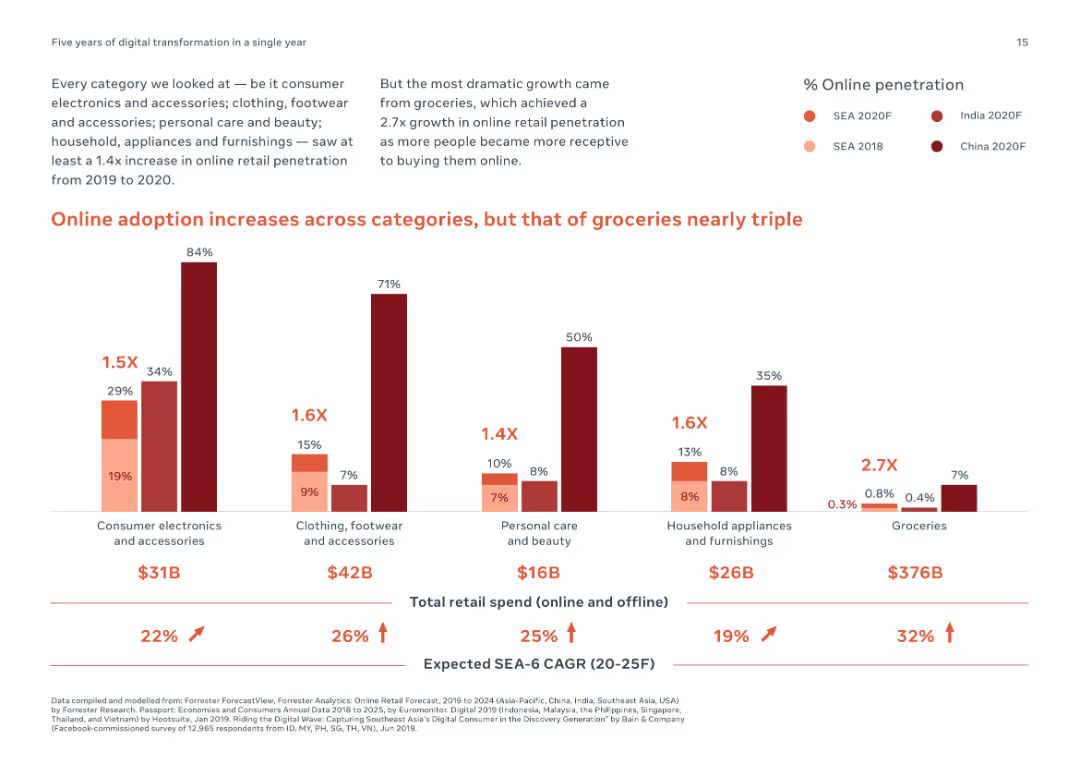 Five years of digital transformation in a single year
15
Every category we looked at — be it consumer
electronics and accessories; clothing, footwear
and accessories; personal care and beauty;
household, appliances and furnishings — saw at
least a 1.4x increase in online retail penetration
from 2019 to 2020.
But the most dramatic growth came
from groceries, which achieved a
2.7x growth in online retail penetration
as more people became more receptive
to buying them online.
% Online penetration
SEA 2020F
India 2020F
SEA 2018
China 2020F
Online adoption increases across categories, but that of groceries nearly triple
1.5X
29%
19%
34%
84%
1.6X
15%
9%
7%
71%
1.4X
10%
7%
8%
50%
1.6X
13%
8%
8%
35%
2.7X
0.3%
0.8%
0.4%
7%
Consumer electronics
and accessories
Clothing, footwear
and accessories
Personal care
and beauty
Household appliances
and furnishings
Groceries
$31B
$42B
$16B
$26B
$376B
Total retail spend (online and offline)
22%
26%
25%
19%
32%
Expected SEA-6 CAGR (20-25F)
Data compiled and modelled from: Forrester ForecastView, Forrester Analytics: Online Retail Forecast, 2019 to 2024 (Asia-Pacific, China, India, Southeast Asia, USA)
by Forrester Research. Passport: Economies and Consumers Annual Data 2018 to 2025, by Euromonitor. Digital 2019 (Indonesia, Malaysia, the Philippines, Singapore,
Thailand, and Vietnam) by Hootsuite, Jan 2019. Riding the Digital Wave: Capturing Southeast Asia's Digital Consumer in the Discovery Generation" by Bain & Company
(Facebook-commissioned survey of 12,965 respondents from ID, MY, PH, SG, TH, VN), Jun 2019.